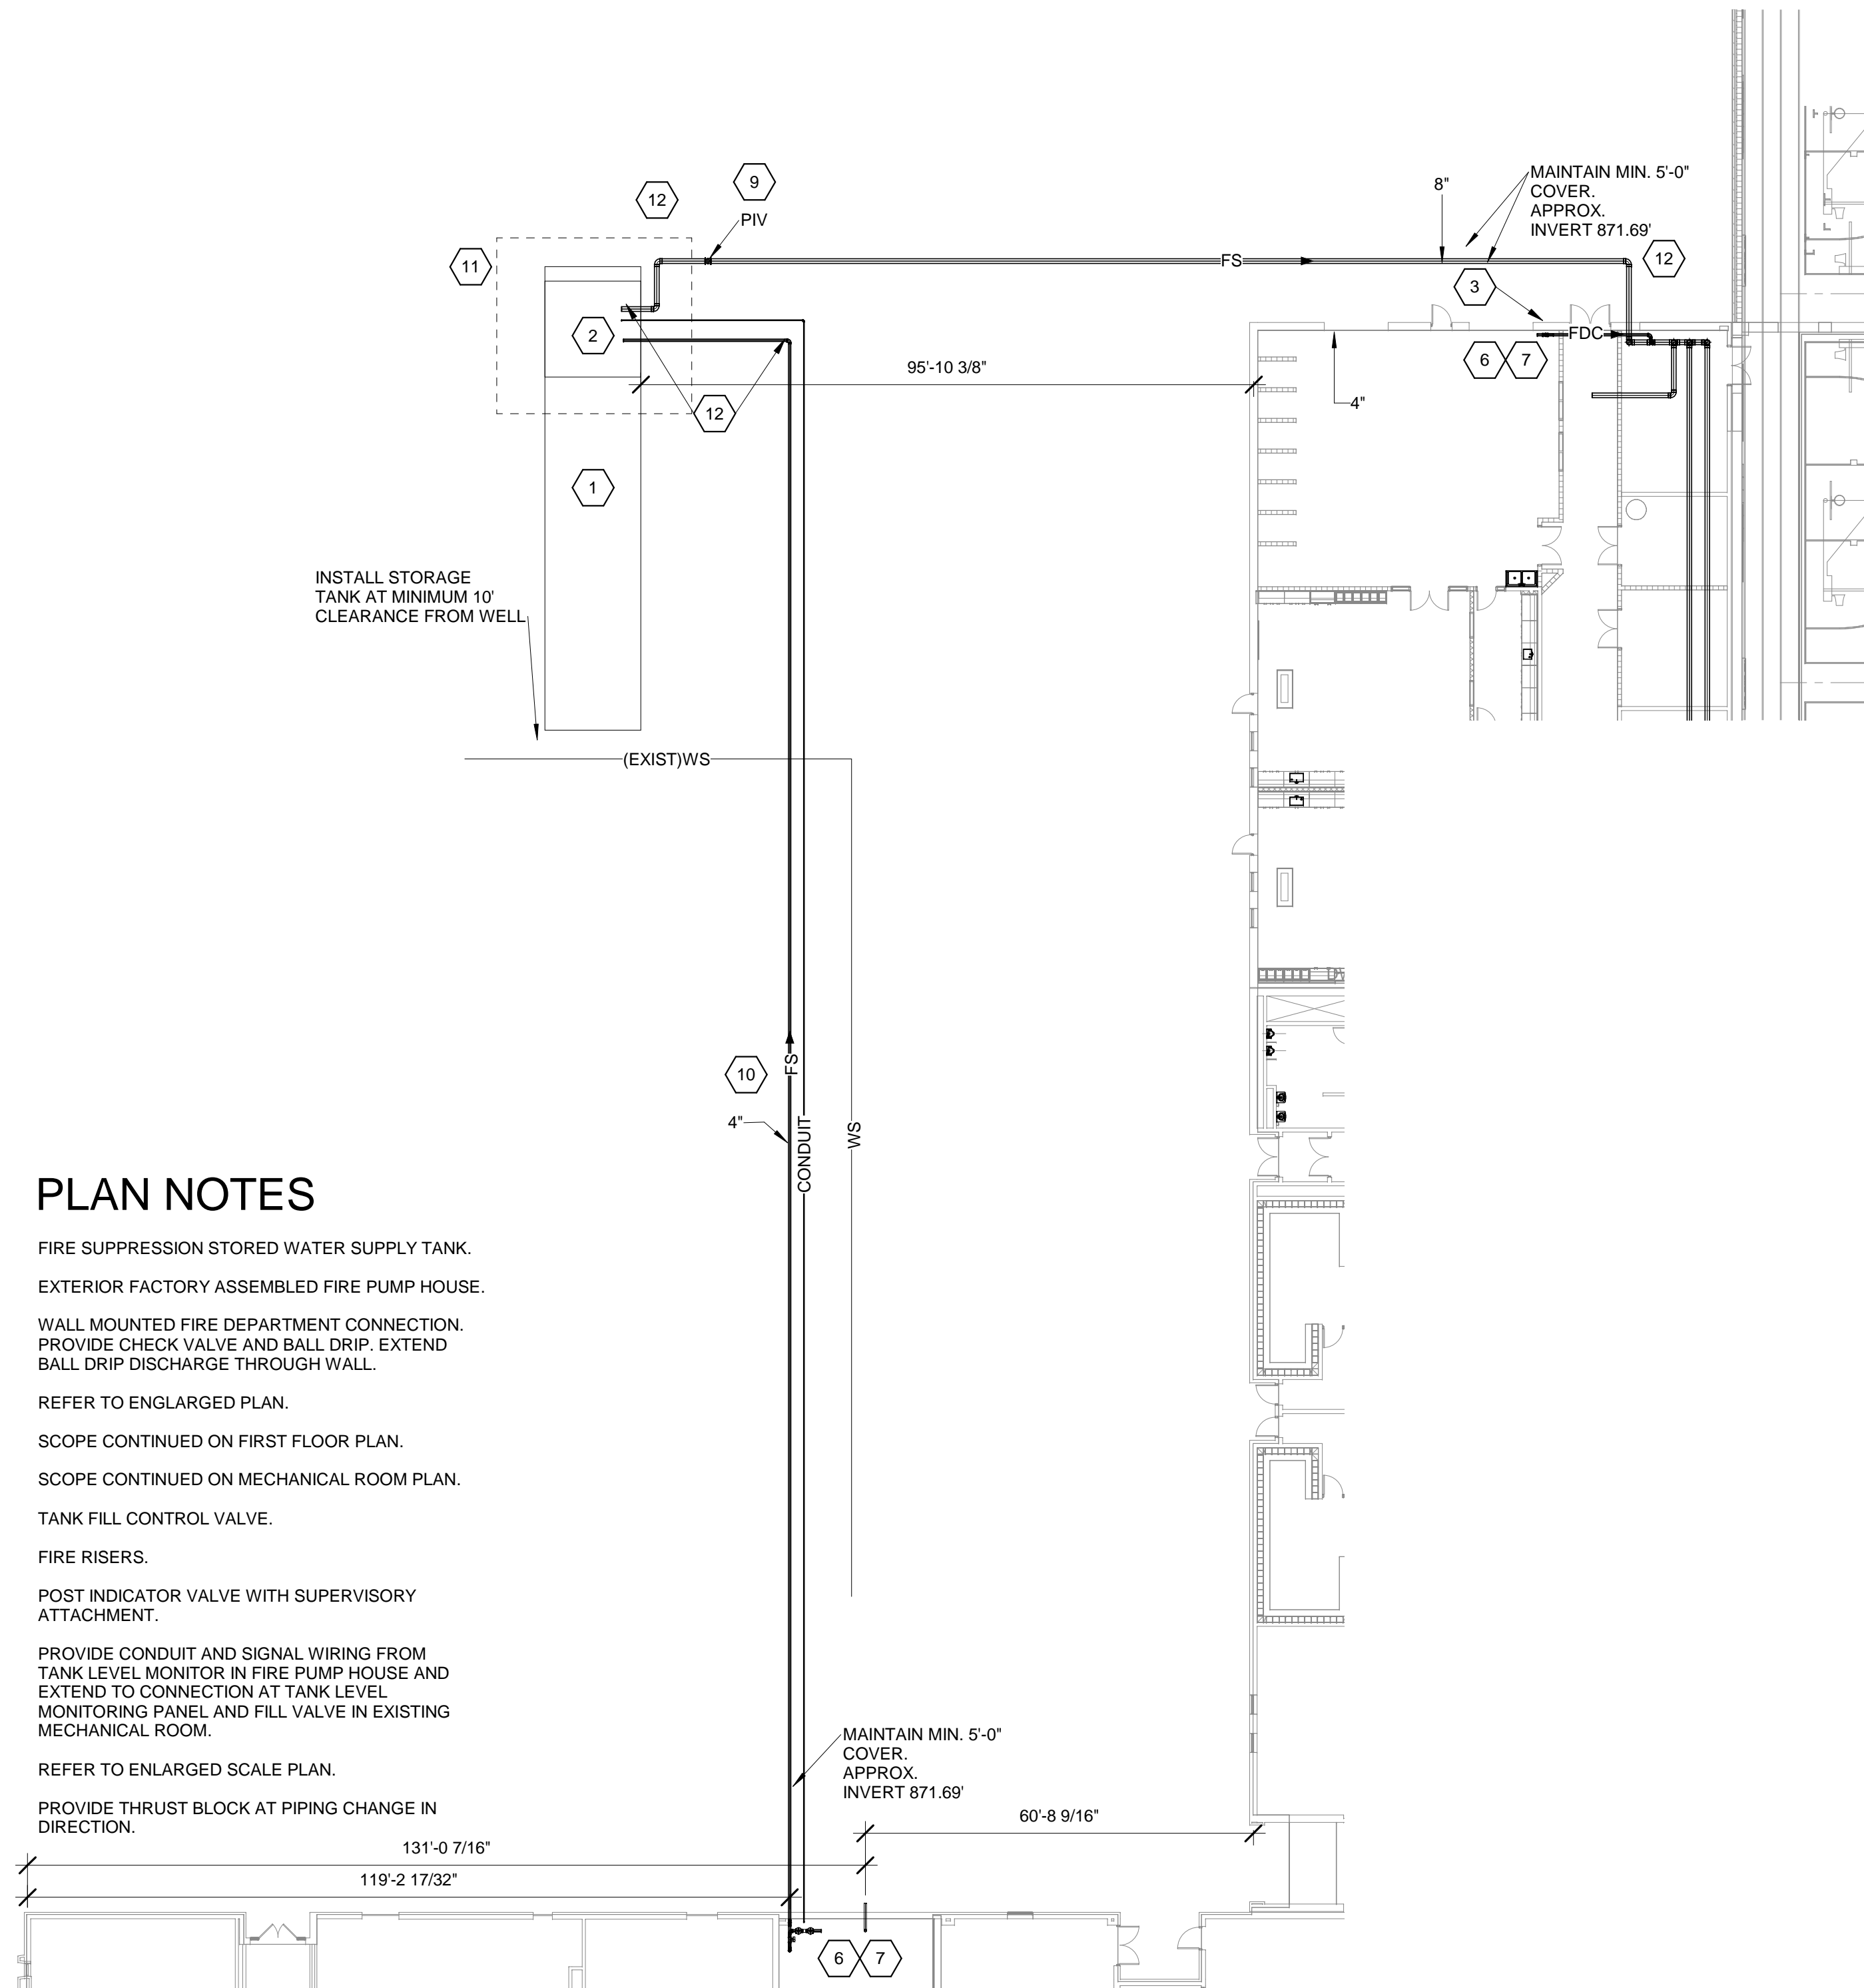 9
12
PIV
8"
MAINTAIN MIN. 5'-0"
COVER.
APPROX.
INVERT 871.69'
12
11
FS
3
2
FDC
6
7
95'-10 3/8"
4"
12
1
INSTALL STORAGE
TANK AT MINIMUM 10'
CLEARANCE FROM WELL
(EXIST)WS
FS
10
4"
CONDUIT
WS
PLAN NOTES
FIRE SUPPRESSION STORED WATER SUPPLY TANK.
EXTERIOR FACTORY ASSEMBLED FIRE PUMP HOUSE.
WALL MOUNTED FIRE DEPARTMENT CONNECTION.
PROVIDE CHECK VALVE AND BALL DRIP. EXTEND
BALL DRIP DISCHARGE THROUGH WALL.
REFER TO ENGLARGED PLAN.
SCOPE CONTINUED ON FIRST FLOOR PLAN.
SCOPE CONTINUED ON MECHANICAL ROOM PLAN.
TANK FILL CONTROL VALVE.
FIRE RISERS.
POST INDICATOR VALVE WITH SUPERVISORY
ATTACHMENT.
PROVIDE CONDUIT AND SIGNAL WIRING FROM
TANK LEVEL MONITOR IN FIRE PUMP HOUSE AND
EXTEND TO CONNECTION AT TANK LEVEL
MONITORING PANEL AND FILL VALVE IN EXISTING
MECHANICAL ROOM.
REFER TO ENLARGED SCALE PLAN.
PROVIDE THRUST BLOCK AT PIPING CHANGE IN
DIRECTION.
MAINTAIN MIN. 5'-0"
COVER.
APPROX.
INVERT 871.69'
60'-8 9/16"
131'-0 7/16"
119'-2 17/32"
6
7